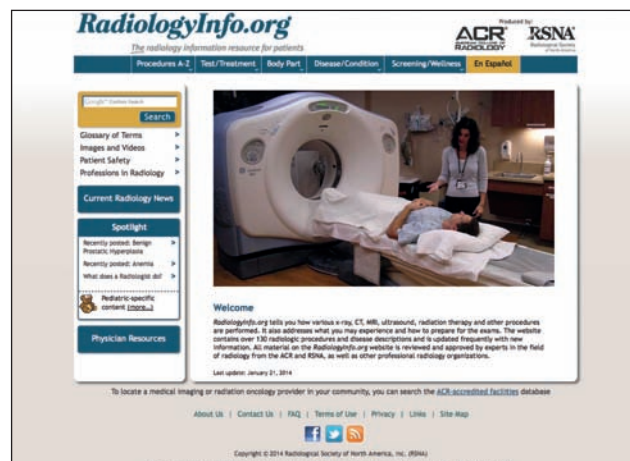 RadiologyInfo.org
The radiology information resource for patients
Produced by:
ACR
AMERICAN COLLEGE OF
RADIOLOGY
RSNA
Radiological Society
of North America
Procedures A-Z
Test/Treatment
Body Part
Disease/Condition
Screening/Wellness
En Español
Google™ Custom Search
Search
Glossary of Terms
Images and Videos
Patient Safety
Professions in Radiology
Current Radiology News
Spotlight
Recently posted: Benign
Prostatic Hyperplasia
Recently posted: Anemia
What does a Radiologist do?
Pediatric-specific
content (more...)
Physician Resources
Welcome
RadiologyInfo.org tells you how various x-ray, CT, MRI, ultrasound, radiation therapy and other procedures
are performed. It also addresses what you may experience and how to prepare for the exams. The website
contains over 130 radiologic procedures and disease descriptions and is updated frequently with new
information. All material on the RadiologyInfo.org website is reviewed and approved by experts in the field
of radiology from the ACR and RSNA, as well as other professional radiology organizations.
Last update: January 21, 2014
To locate a medical imaging or radiation oncology provider in your community, you can search the ACR-accredited facilities database
About Us | Contact Us | FAQ | Terms of Use | Privacy | Links | Site Map
Copyright © 2014 Radiological Society of North America, Inc. (RSNA)